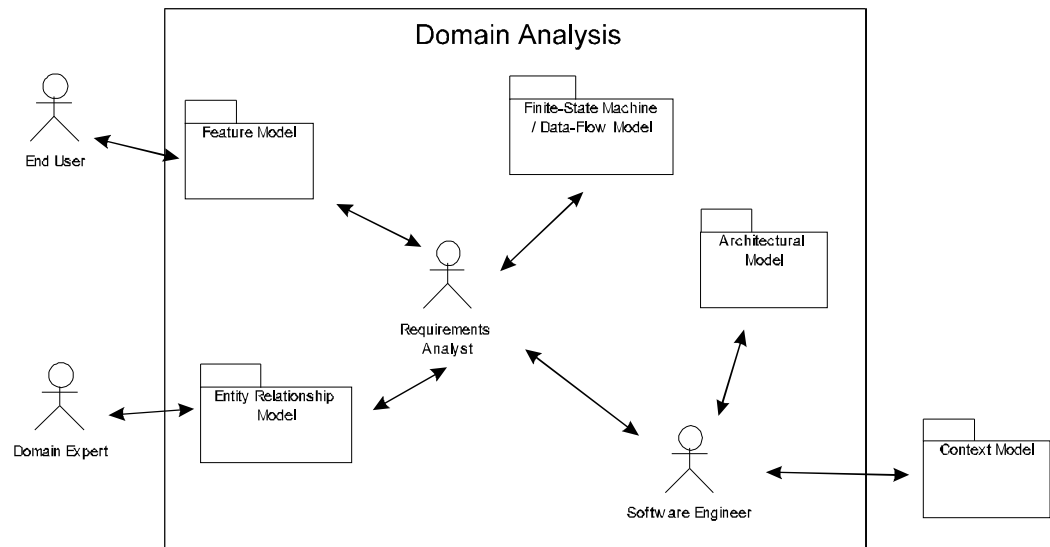 Domain Analysis
End User
Feature Model
Finite-State Machine
/ Data-Flow Model
Architectural
Model
Requirements
Analyst
Domain Expert
Entity Relationship
Model
Software Engineer
Context Model